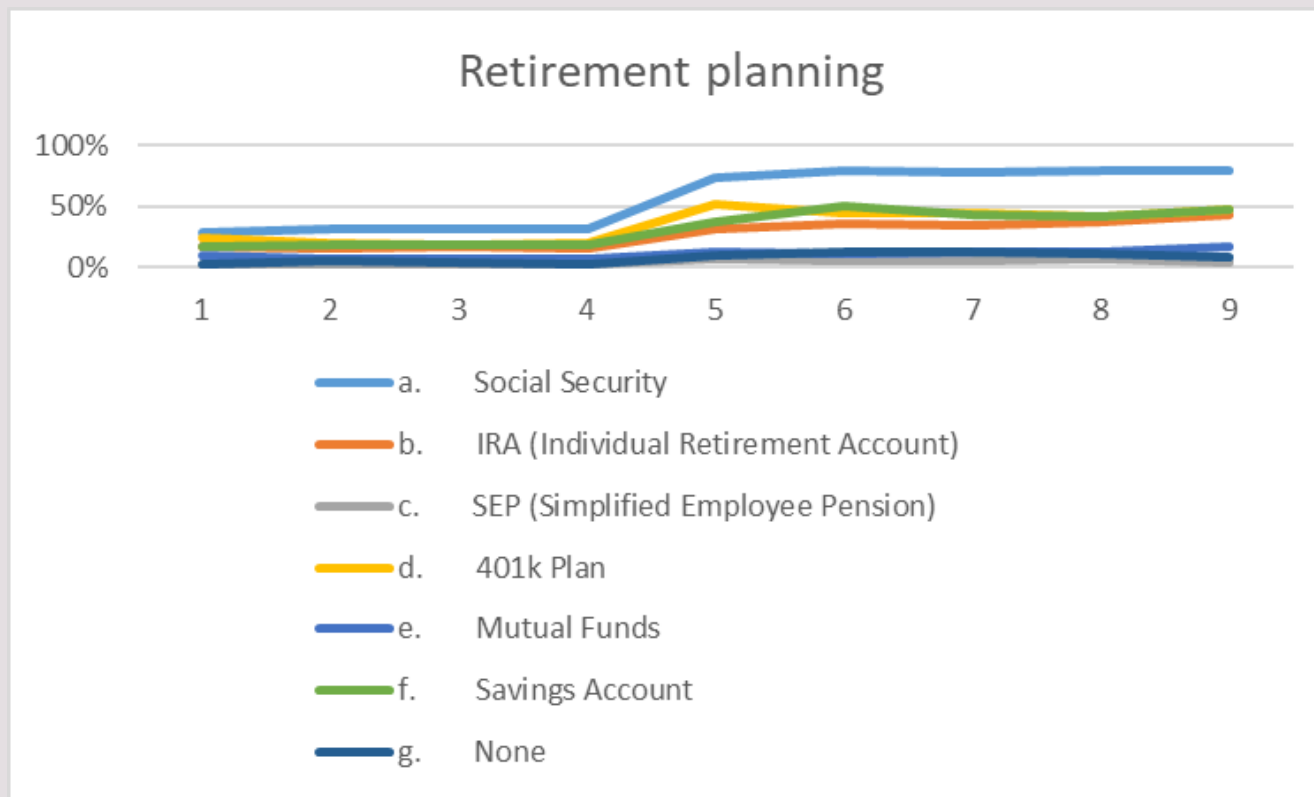 Retirement planning
100%
50%
0%
1 2 3 4 5 6 7 8 9
a. Social Security
b. IRA (Individual Retirement Account)
c. SEP (Simplified Employee Pension)
d. 401k Plan
e. Mutual Funds
f. Savings Account
g. None